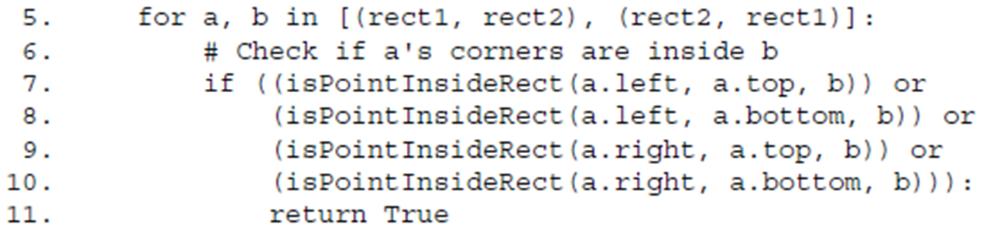 5.     for a, b in [(rect1, rect2), (rect2, rect1)]:
6.         # Check if a's corners are inside b
7.         if ((isPointInsideRect(a.left, a.top, b)) or
8.             (isPointInsideRect(a.left, a.bottom, b)) or
9.             (isPointInsideRect(a.right, a.top, b)) or
10.             (isPointInsideRect(a.right, a.bottom, b))):
11.             return True